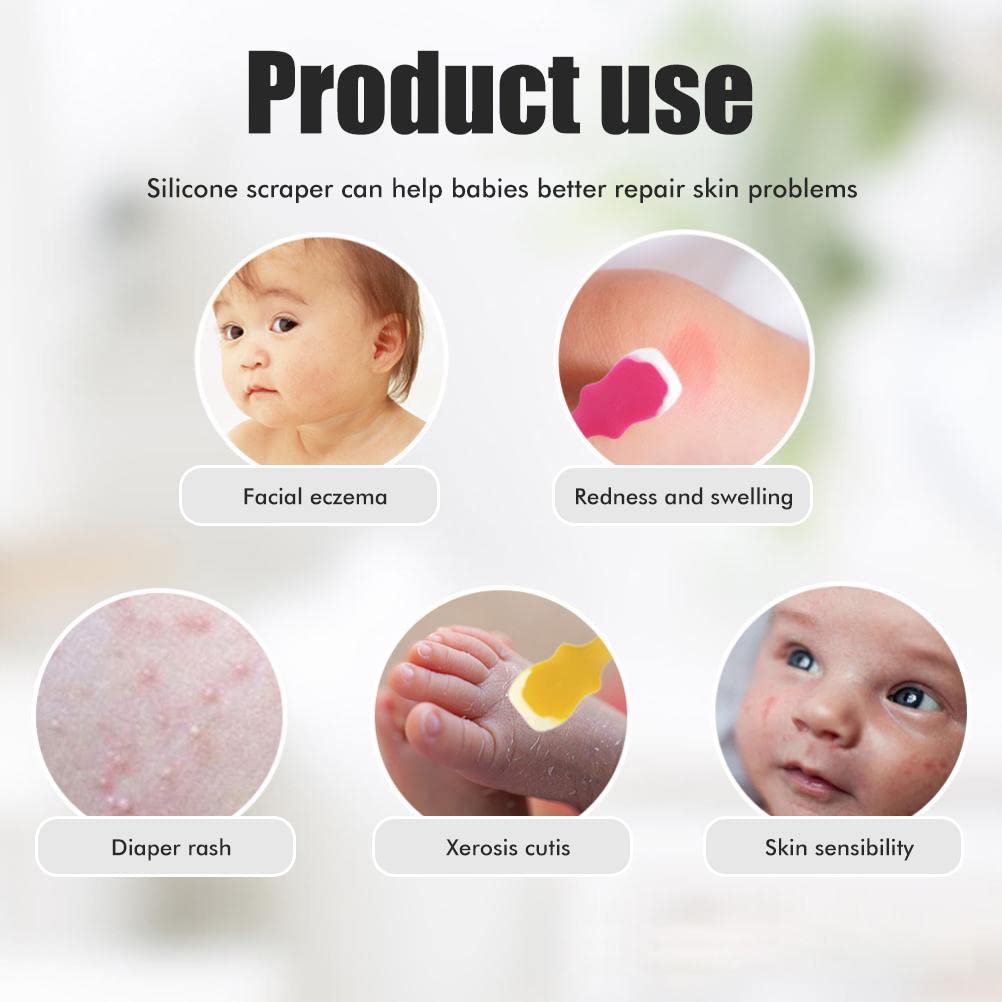 Product use
Silicone scraper can help babies better repair skin problems
Facial eczema
Redness and swelling
Diaper rash
Xerosis cutis
Skin sensibility